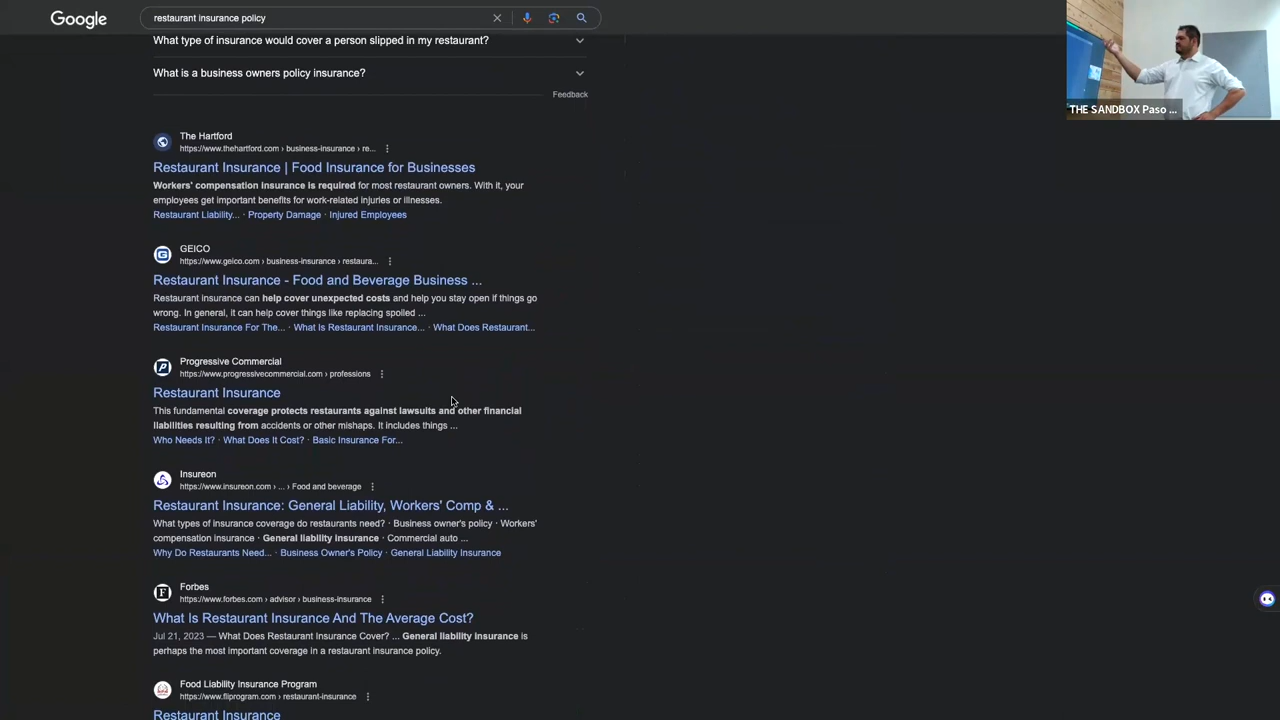 Google
restaurant insurance policy
What type of insurance would cover a person slipped in my restaurant?
What is a business owners policy insurance?
Feedback
The Hartford
https://www.thehartford.com › business-insurance › re...
Restaurant Insurance | Food Insurance for Businesses
Workers' compensation insurance is required for most restaurant owners. With it, your
employees get important benefits for work-related injuries or illnesses.
Restaurant Liability... · Property Damage · Injured Employees
GEICO
https://www.geico.com › business-insurance › restaura...
Restaurant Insurance - Food and Beverage Business ...
Restaurant insurance can help cover unexpected costs and help you stay open if things go
wrong. In general, it can help cover things like replacing spoiled ...
Restaurant Insurance For The... · What Is Restaurant Insurance... · What Does Restaurant...
Progressive Commercial
https://www.progressivecommercial.com › professions
Restaurant Insurance
This fundamental coverage protects restaurants against lawsuits and other financial
liabilities resulting from accidents or other mishaps. It includes things ...
Who Needs It? · What Does It Cost? · Basic Insurance For...
Insureon
https://www.insureon.com › ... › Food and beverage
Restaurant Insurance: General Liability, Workers' Comp & ...
What types of insurance coverage do restaurants need? · Business owner's policy · Workers'
compensation insurance · General liability insurance · Commercial auto ...
Why Do Restaurants Need... · Business Owner's Policy · General Liability Insurance
Forbes
https://www.forbes.com › advisor › business-insurance
What Is Restaurant Insurance And The Average Cost?
Jul 21, 2023 — What Does Restaurant Insurance Cover? ... General liability insurance is
perhaps the most important coverage in a restaurant insurance policy.
Food Liability Insurance Program
https://www.fliprogram.com › restaurant-insurance
Restaurant Insurance
THE SANDBOX Paso ...